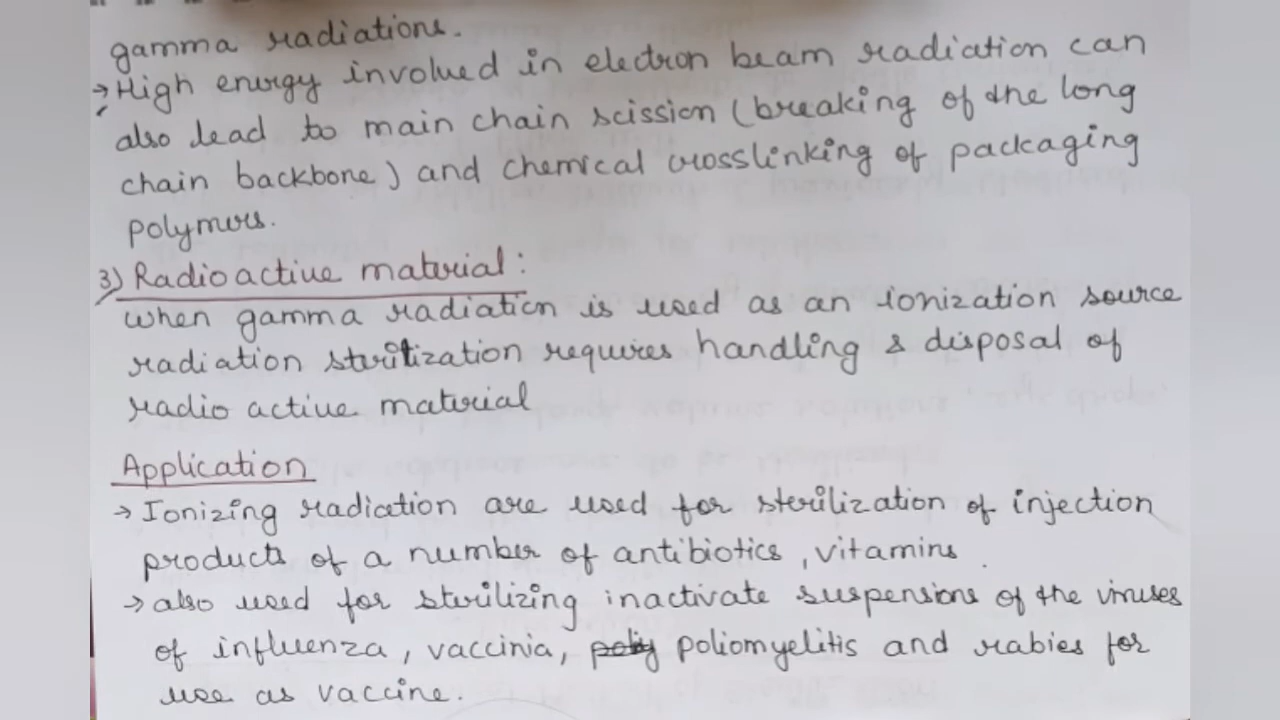 gamma radiations.
→ High energy involved in electron beam radiation can
also lead to main chain scission (breaking of the long
chain backbone) and chemical crosslinking of packaging
polymers.
3) Radioactive material:
when gamma radiation is used as an Ionization source
radiation sterilization requires handling & disposal of
radio active material
Application
→ Ionizing radiation are used for sterilization of injection
products of a number of antibiotics, vitamins
→ also used for sterilizing inactivate suspensions of the viruses
of influenza, vaccinia, poliomyelitis and rabies for
use as vaccine.